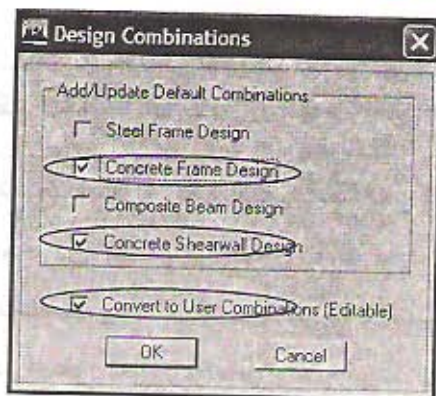 Design Combinations
Add/Update Default Combinations
Steel Frame Design
Concrete Frame Design
Composite Beam Design
Concrete Shearwall Design
Convert to User Combinations (Editable)
OK
Cancel